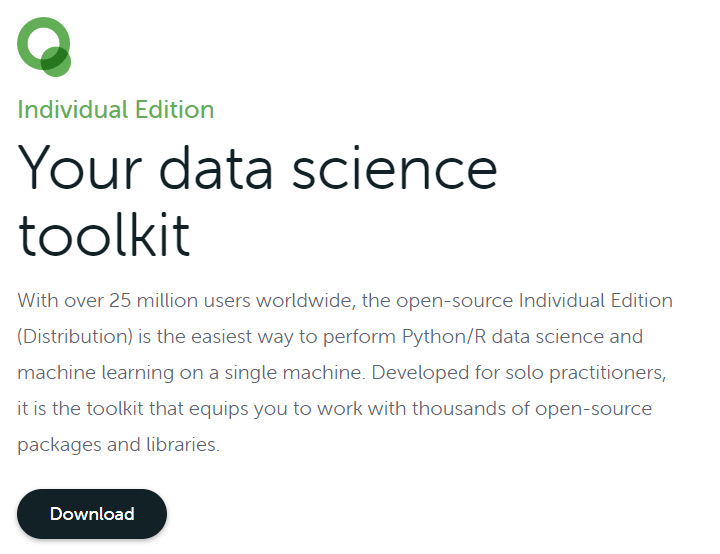 Individual Edition
Your data science
toolkit
With over 25 million users worldwide, the open-source Individual Edition
(Distribution) is the easiest way to perform Python/R data science and
machine learning on a single machine. Developed for solo practitioners,
it is the toolkit that equips you to work with thousands of open-source
packages and libraries.
Download